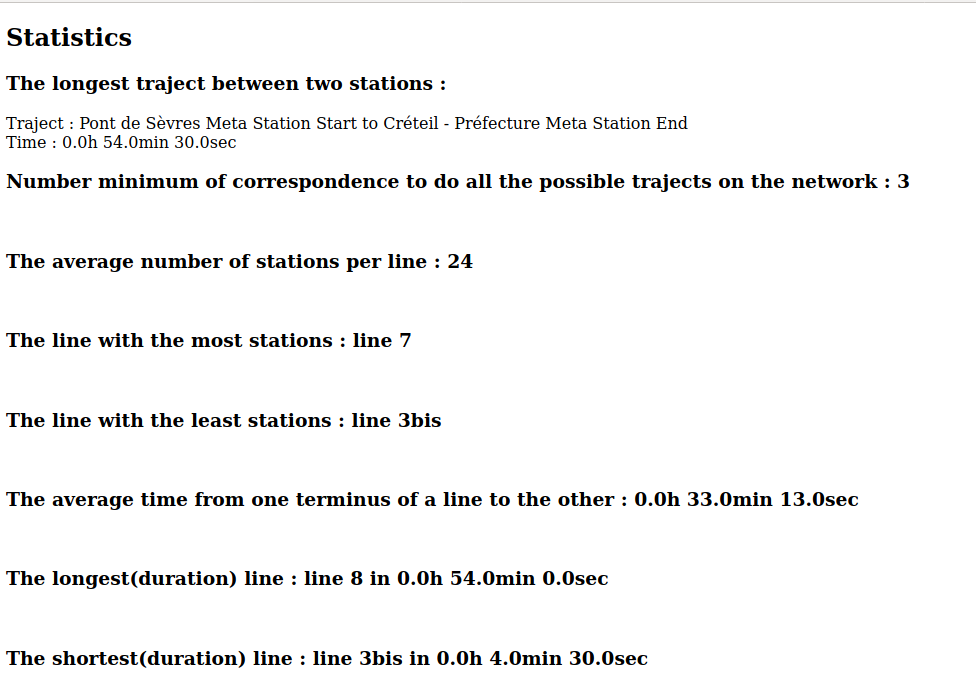 Statistics
The longest traject between two stations :
Traject : Pont de Sèvres Meta Station Start to Créteil - Préfecture Meta Station End
Time : 0.0h 54.0min 30.0sec
Number minimum of correspondence to do all the possible trajects on the network : 3
The average number of stations per line : 24
The line with the most stations : line 7
The line with the least stations : line 3bis
The average time from one terminus of a line to the other : 0.0h 33.0min 13.0sec
The longest(duration) line : line 8 in 0.0h 54.0min 0.0sec
The shortest(duration) line : line 3bis in 0.0h 4.0min 30.0sec